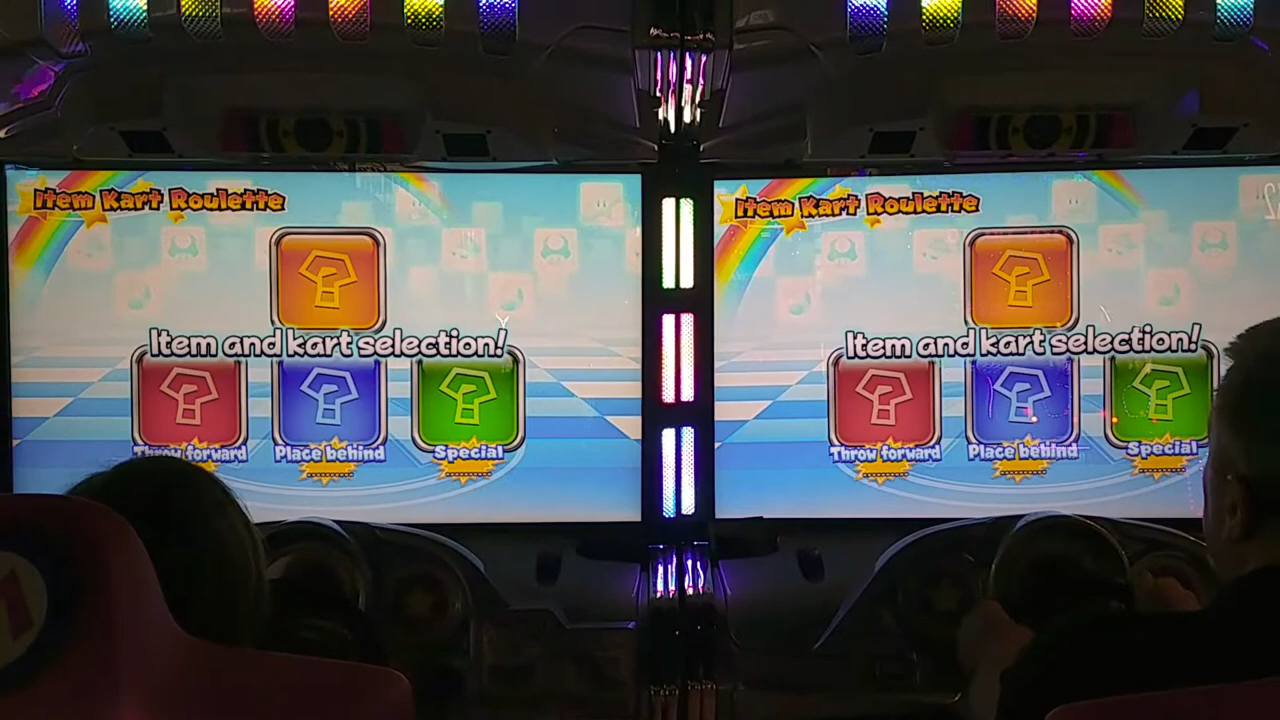 Item Kart Roulette
Item and kart selection!
Throw forward
Place behind
Special
Item Kart Roulette
Item and kart selection!
Throw forward
Place behind
Special